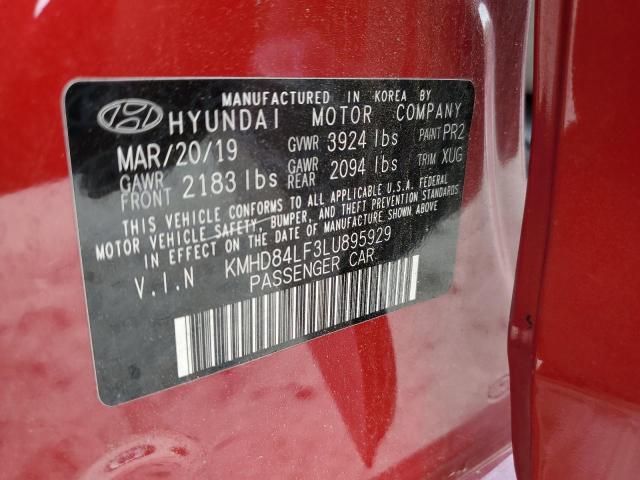 MANUFACTURED IN KOREA BY
HYUNDAI MOTOR COMPANY
MAR/20/19 GVWR 3924 lbs PAINT PR2
GAWR FRONT 2183 lbs GAWR REAR 2094 lbs TRIM XUG
THIS VEHICLE CONFORMS TO ALL APPLICABLE U.S.A. FEDERAL
MOTOR VEHICLE SAFETY, BUMPER, AND THEFT PREVENTION STANDARDS
IN EFFECT ON THE DATE OF MANUFACTURE SHOWN ABOVE.
V.I.N KMHD84LF3LU895929
PASSENGER CAR